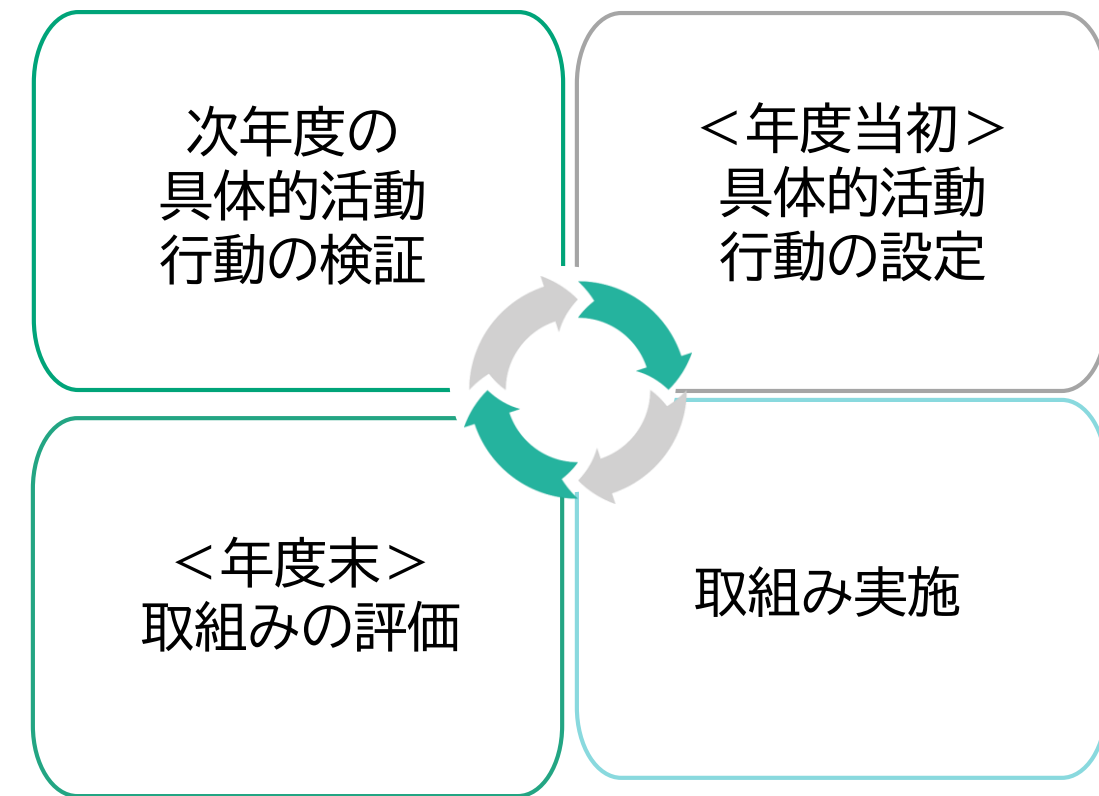 次年度の
具体的活動
行動の検証
＜年度当初＞
具体的活動
行動の設定
＜年度末＞
取組みの評価
取組み実施